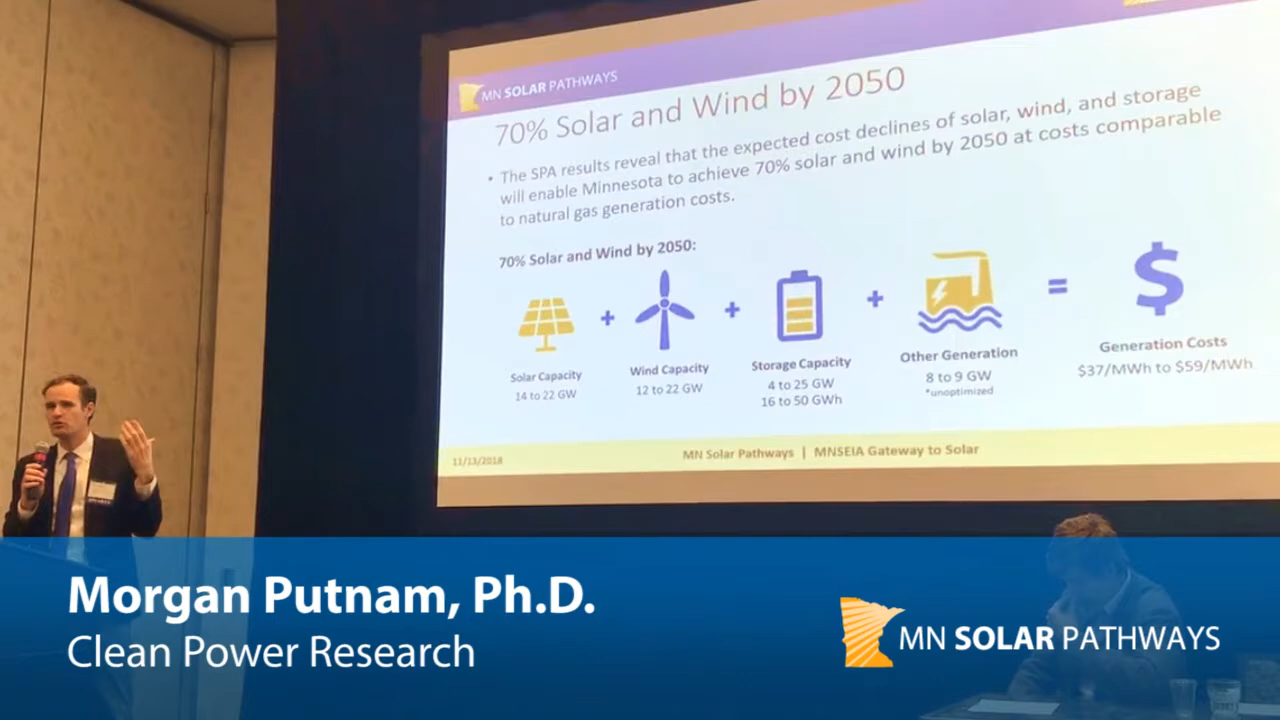 MN SOLAR PATHWAYS
70% Solar and Wind by 2050
• The SPA results reveal that the expected cost declines of solar, wind, and storage
will enable Minnesota to achieve 70% solar and wind by 2050 at costs comparable
to natural gas generation costs.
70% Solar and Wind by 2050:
+ + + =
$
Solar Capacity
14 to 22 GW
Wind Capacity
12 to 22 GW
Storage Capacity
4 to 25 GW
16 to 50 GWh
Other Generation
8 to 9 GW
*unoptimized
Generation Costs
$37/MWh to $59/MWh
11/13/2018
MN Solar Pathways | MNSEIA Gateway to Solar
Morgan Putnam, Ph.D.
Clean Power Research
MN SOLAR PATHWAYS